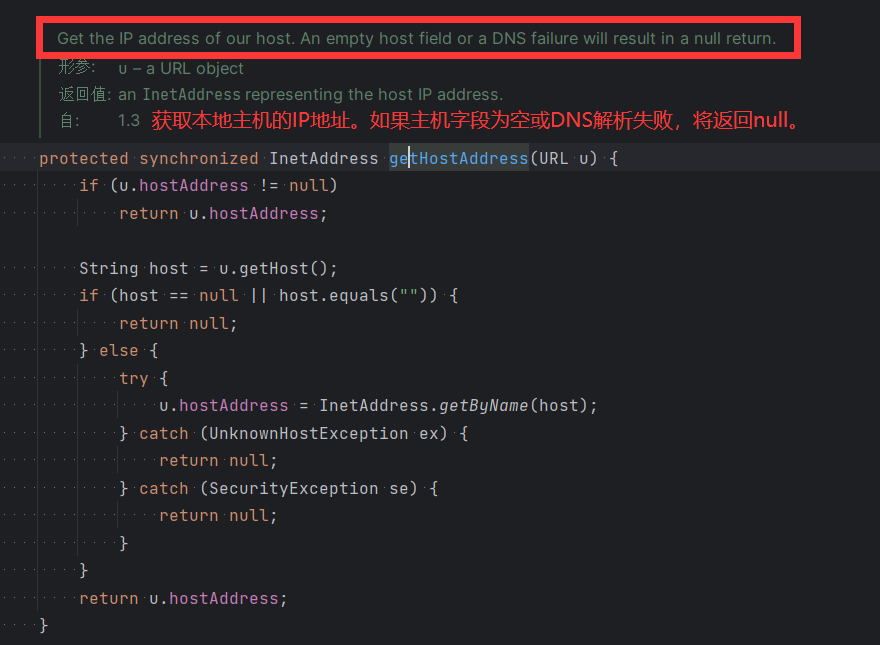 Get the IP address of our host. An empty host field or a DNS failure will result in a null return.
形参: u – a URL object
返回值: an InetAddress representing the host IP address.
自: 1.3 获取本地主机的IP地址。如果主机字段为空或DNS解析失败，将返回null。
protected synchronized InetAddress getHostAddress(URL u) {
    if (u.hostAddress != null)
        return u.hostAddress;

    String host = u.getHost();
    if (host == null || host.equals("")) {
        return null;
    } else {
        try {
            u.hostAddress = InetAddress.getByName(host);
        } catch (UnknownHostException ex) {
            return null;
        } catch (SecurityException se) {
            return null;
        }
    }
    return u.hostAddress;
}